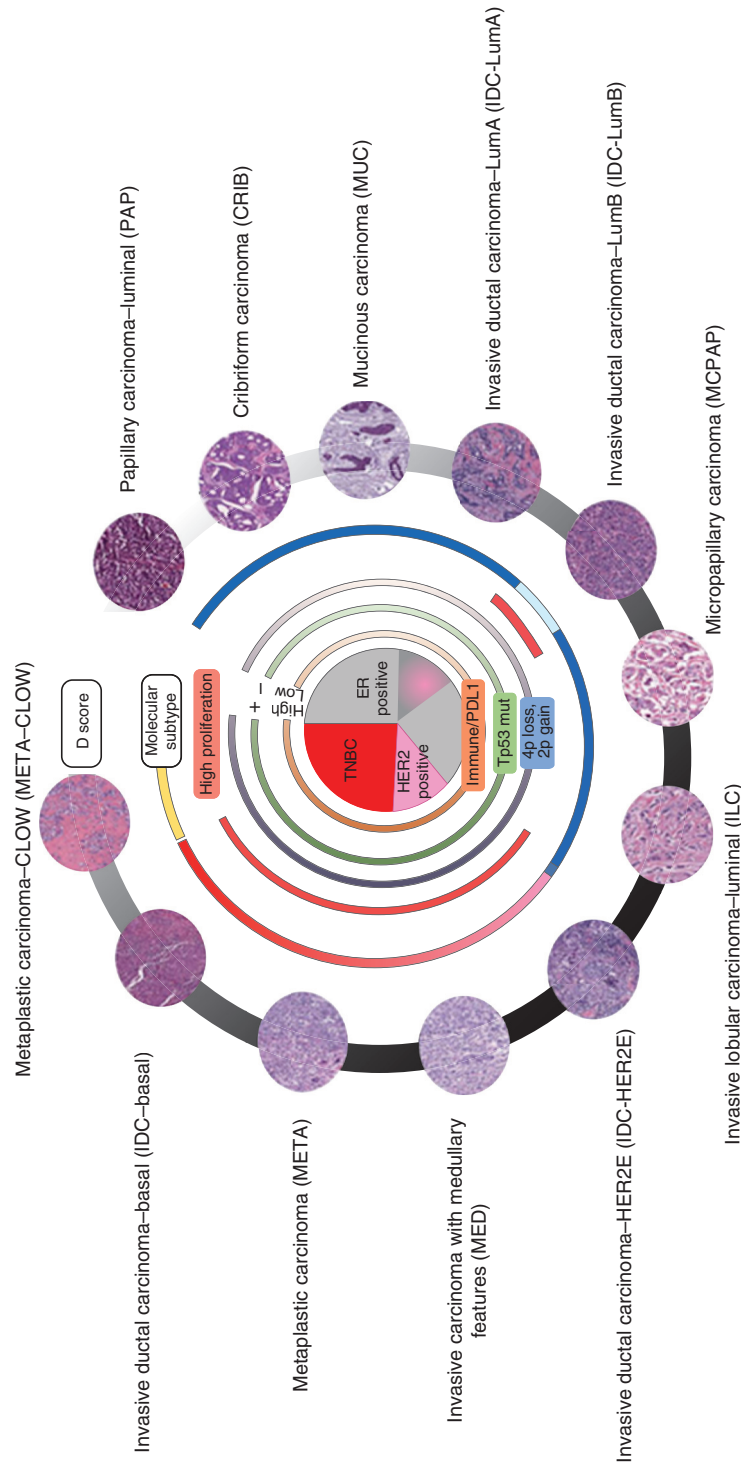 Metaplastic carcinoma–CLOW (META–CLOW)
Invasive ductal carcinoma–basal (IDC–basal)
Metaplastic carcinoma (META)
Invasive carcinoma with medullary
features (MED)
Invasive ductal carcinoma–HER2E (IDC-HER2E)
Invasive lobular carcinoma–luminal (ILC)
Micropapillary carcinoma (MCPAP)
Invasive ductal carcinoma–LumB (IDC-LumB)
Invasive ductal carcinoma–LumA (IDC-LumA)
Mucinous carcinoma (MUC)
Cribriform carcinoma (CRIB)
Papillary carcinoma–luminal (PAP)
D score
Molecular
subtype
High proliferation
+
–
High
Low
TNBC
ER
positive
HER2
positive
Immune/PDL1
Tp53 mut
4p loss,
2p gain